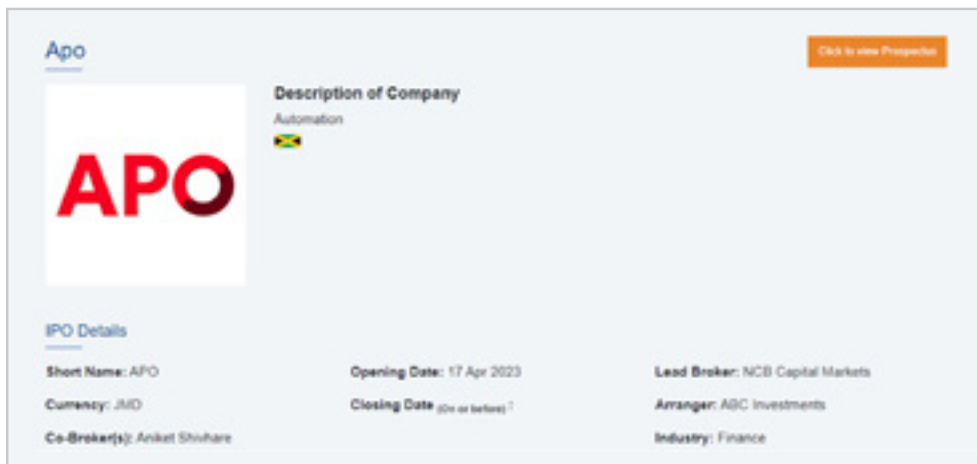 Apo
Click to view Prospectus
APO
Description of Company
Automation
IPO Details
Short Name: APO
Opening Date: 17 Apr 2023
Lead Broker: NCB Capital Markets
Currency: JMD
Closing Date (On or before) :
Arranger: ABC Investments
Co-Broker(s): Aniket Shivhare
Industry: Finance